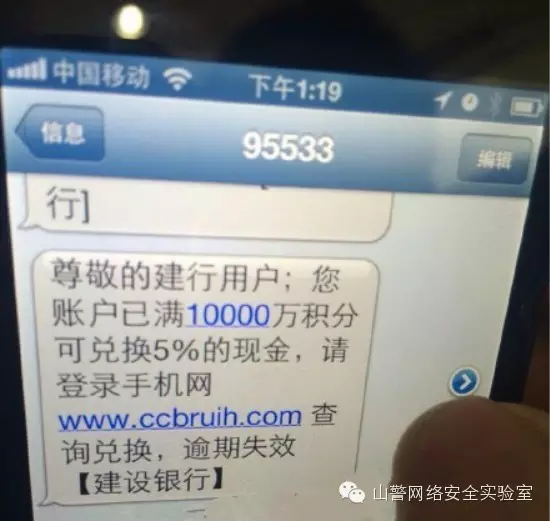 中国移动 下午1:19
信息 95533 编辑
行]
尊敬的建行用户；您
账户已满10000万积分
可兑换5%的现金，请
登录手机网
www.ccbruih.com 查
询兑换，逾期失效
【建设银行】
山警网络安全实验室